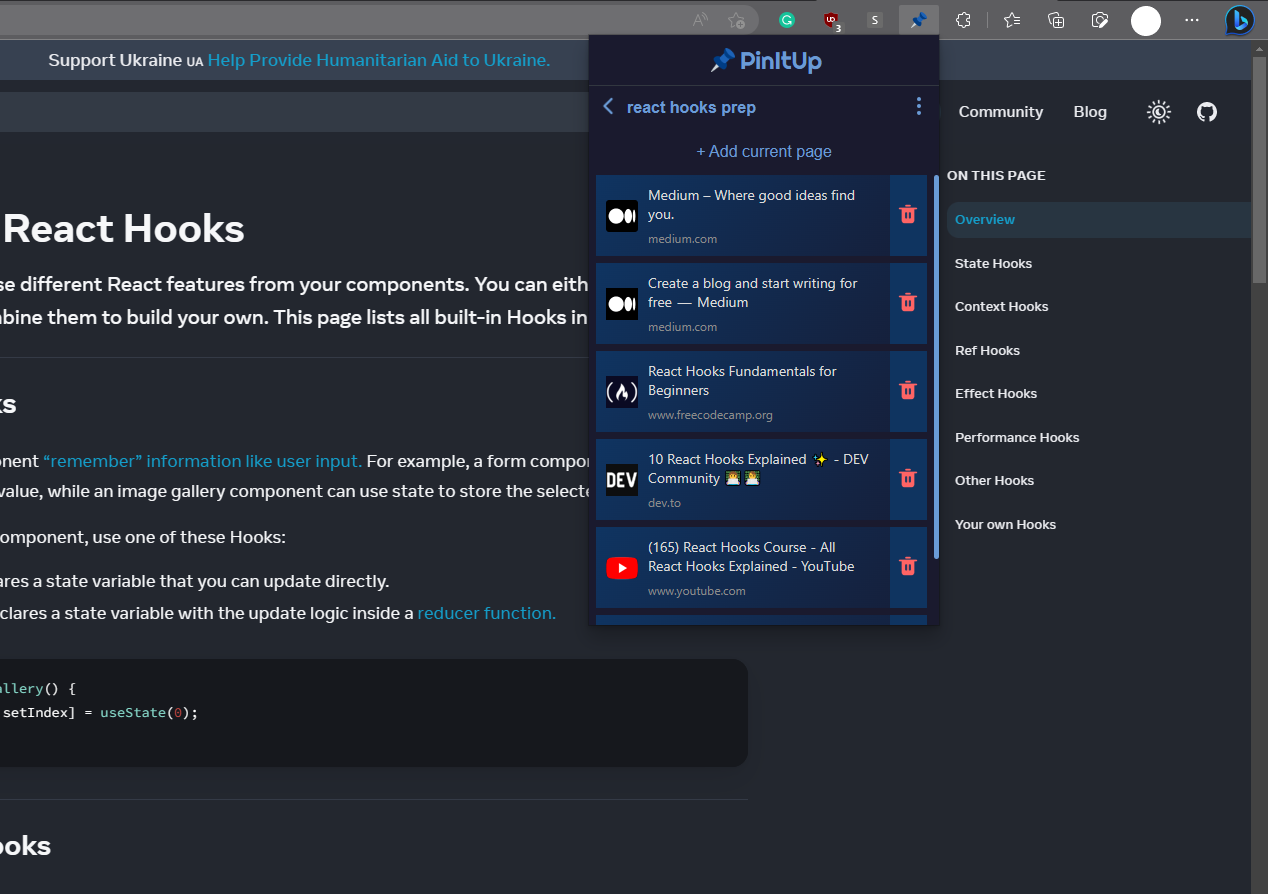 3
S
Support Ukraine UA Help Provide Humanitarian Aid to Ukraine.
PinItUp
react hooks prep
+ Add current page
Medium – Where good ideas find
you.
medium.com
Create a blog and start writing for
free — Medium
medium.com
React Hooks Fundamentals for
Beginners
www.freecodecamp.org
DEV
10 React Hooks Explained ✨ - DEV
Community 👩‍💻👨‍💻
dev.to
(165) React Hooks Course - All
React Hooks Explained - YouTube
www.youtube.com
Community
Blog
ON THIS PAGE
Overview
State Hooks
Context Hooks
Ref Hooks
Effect Hooks
Performance Hooks
Other Hooks
Your own Hooks
React Hooks
se different React features from your components. You can eith
nbine them to build your own. This page lists all built-in Hooks in
ks
onent “remember” information like user input. For example, a form compo
value, while an image gallery component can use state to store the selecte
omponent, use one of these Hooks:
ares a state variable that you can update directly.
clares a state variable with the update logic inside a reducer function.
allery() {
setIndex] = useState(0);
ooks